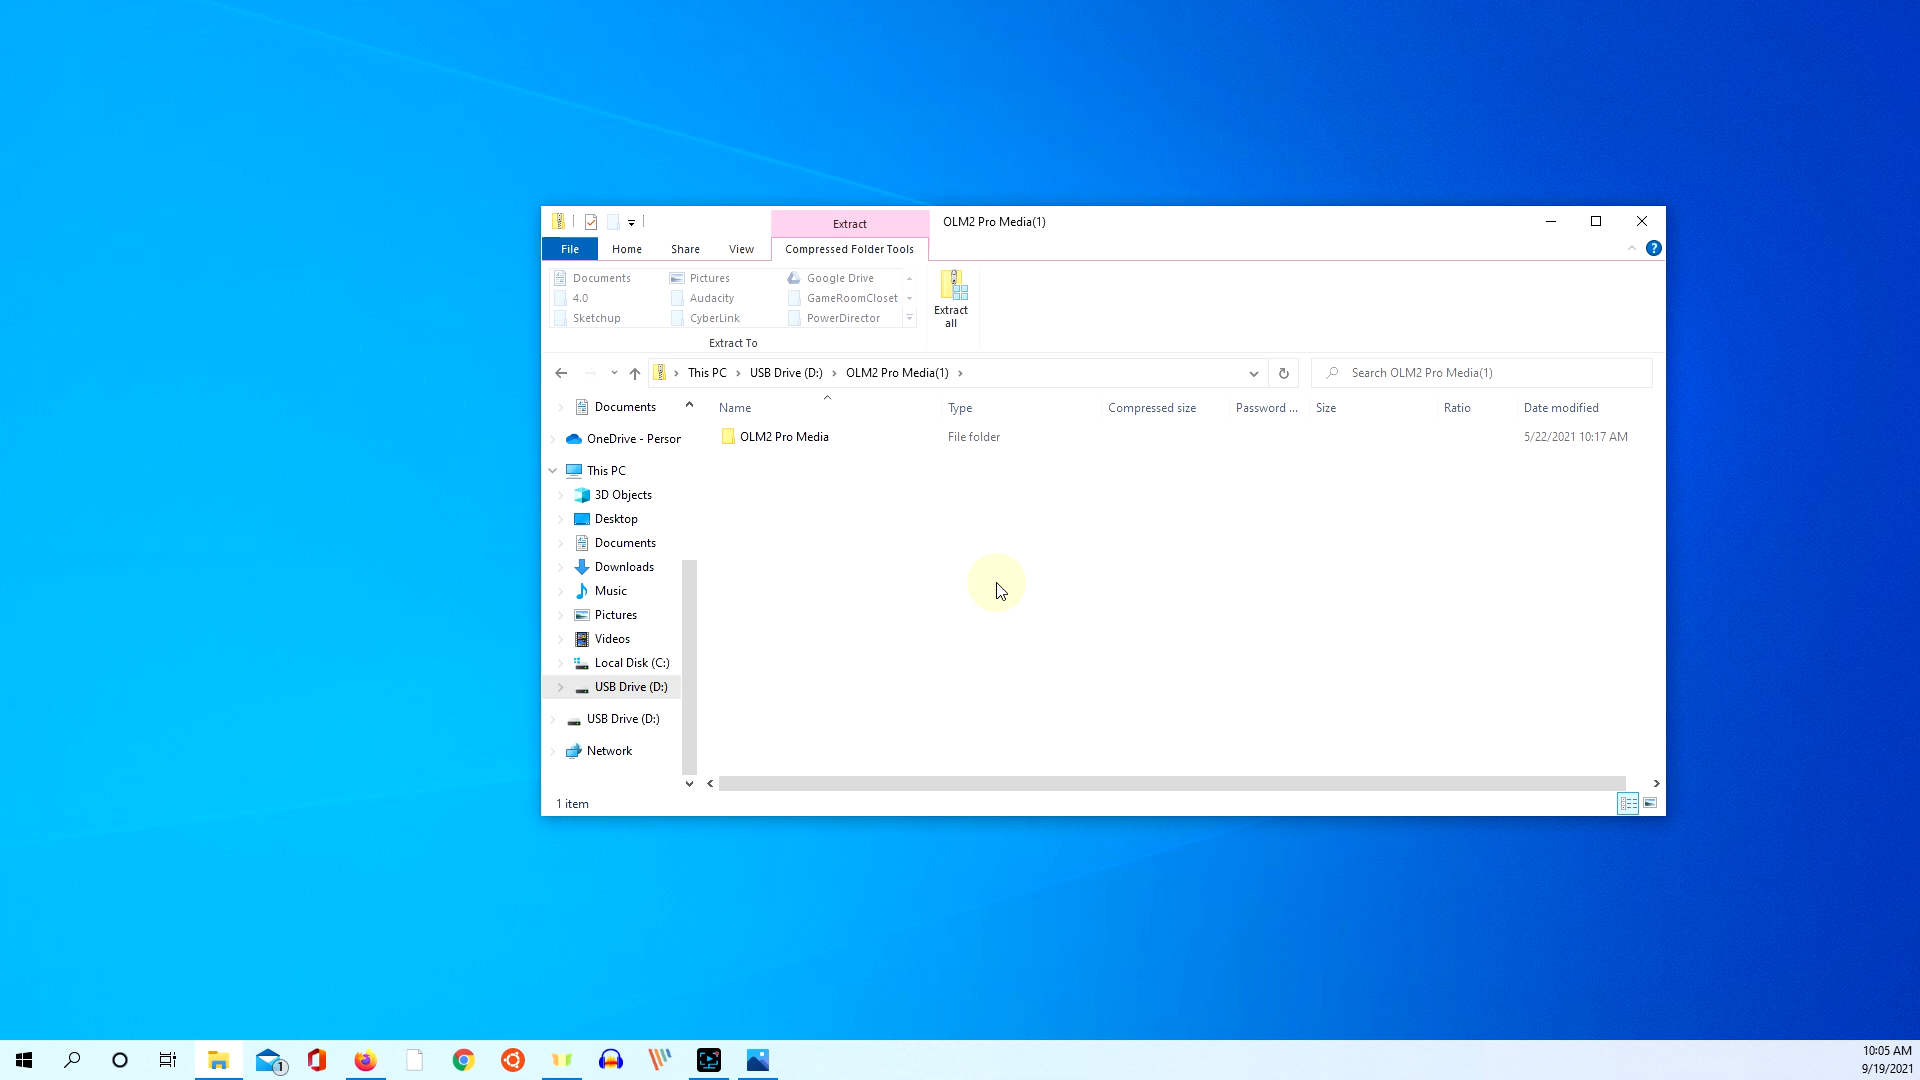 Extract
OLM2 Pro Media(1)
File
Home
Share
View
Compressed Folder Tools
Documents
Pictures
Google Drive
4.0
Audacity
GameRoomCloset
Sketchup
CyberLink
PowerDirector
Extract To
Extract
all
This PC
USB Drive (D:)
OLM2 Pro Media(1)
Search OLM2 Pro Media(1)
Name
Type
Compressed size
Password ...
Size
Ratio
Date modified
OLM2 Pro Media
File folder
5/22/2021 10:17 AM
Documents
OneDrive - Person
This PC
3D Objects
Desktop
Documents
Downloads
Music
Pictures
Videos
Local Disk (C:)
USB Drive (D:)
USB Drive (D:)
Network
1 item
1
10:05 AM
9/19/2021